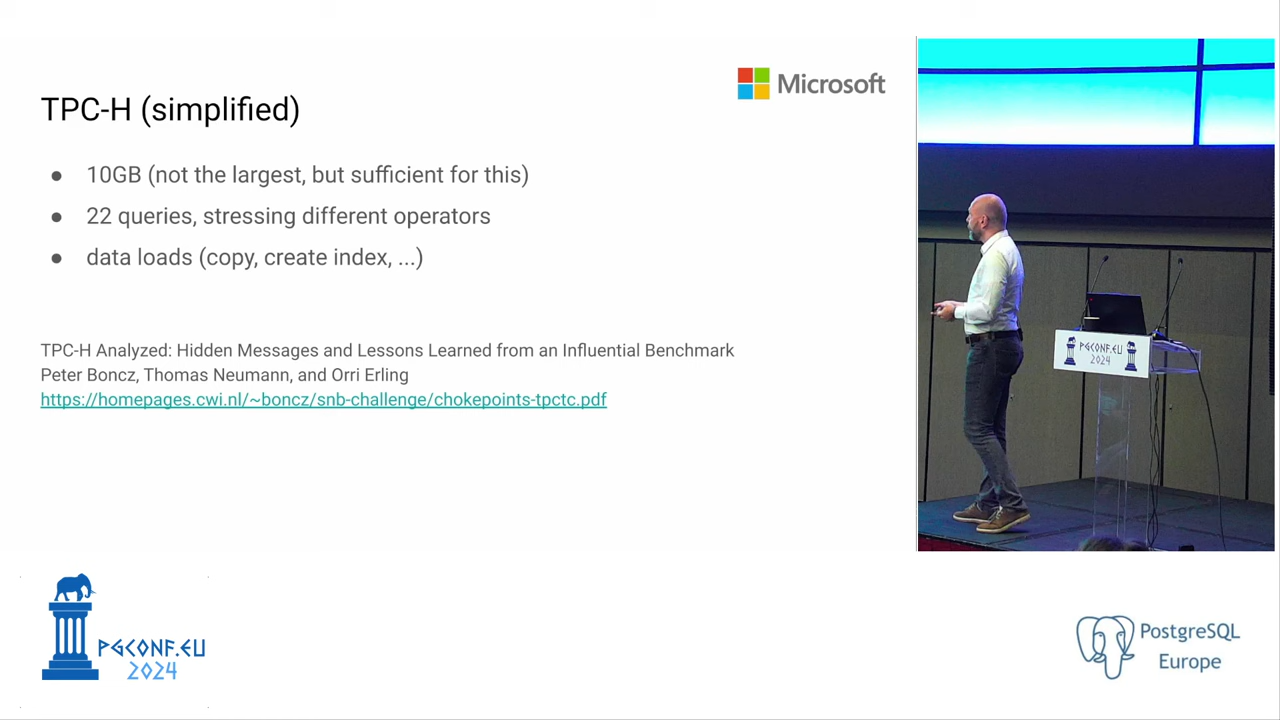 TPC-H (simplified)
Microsoft
● 10GB (not the largest, but sufficient for this)
● 22 queries, stressing different operators
● data loads (copy, create index, ...)
TPC-H Analyzed: Hidden Messages and Lessons Learned from an Influential Benchmark
Peter Boncz, Thomas Neumann, and Orri Erling
https://homepages.cwi.nl/~boncz/snb-challenge/chokepoints-tpctc.pdf
PGCONF.EU
2024
PGCONF.EU
2024
PostgreSQL
Europe